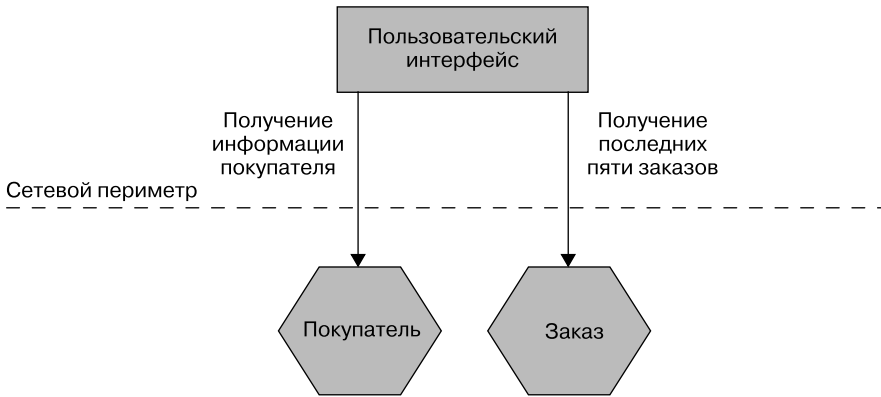 Пользовательский
интерфейс
Получение
информации
покупателя
Получение
последних
пяти заказов
Сетевой периметр
Покупатель
Заказ